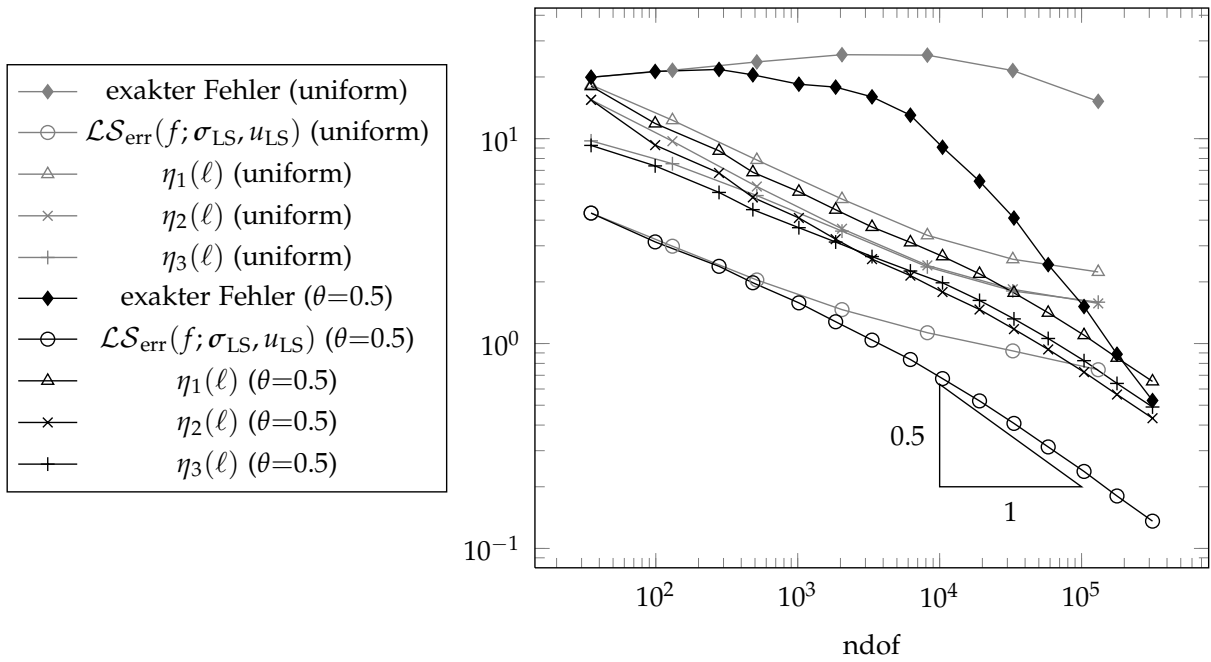 exakter Fehler (uniform)
ℒ𝒮err(f; σLS, uLS) (uniform)
η1(ℓ) (uniform)
η2(ℓ) (uniform)
η3(ℓ) (uniform)
exakter Fehler (θ=0.5)
ℒ𝒮err(f; σLS, uLS) (θ=0.5)
η1(ℓ) (θ=0.5)
η2(ℓ) (θ=0.5)
η3(ℓ) (θ=0.5)
10^1
10^0
10^−1
0.5
1
10^2 10^3 10^4 10^5
ndof